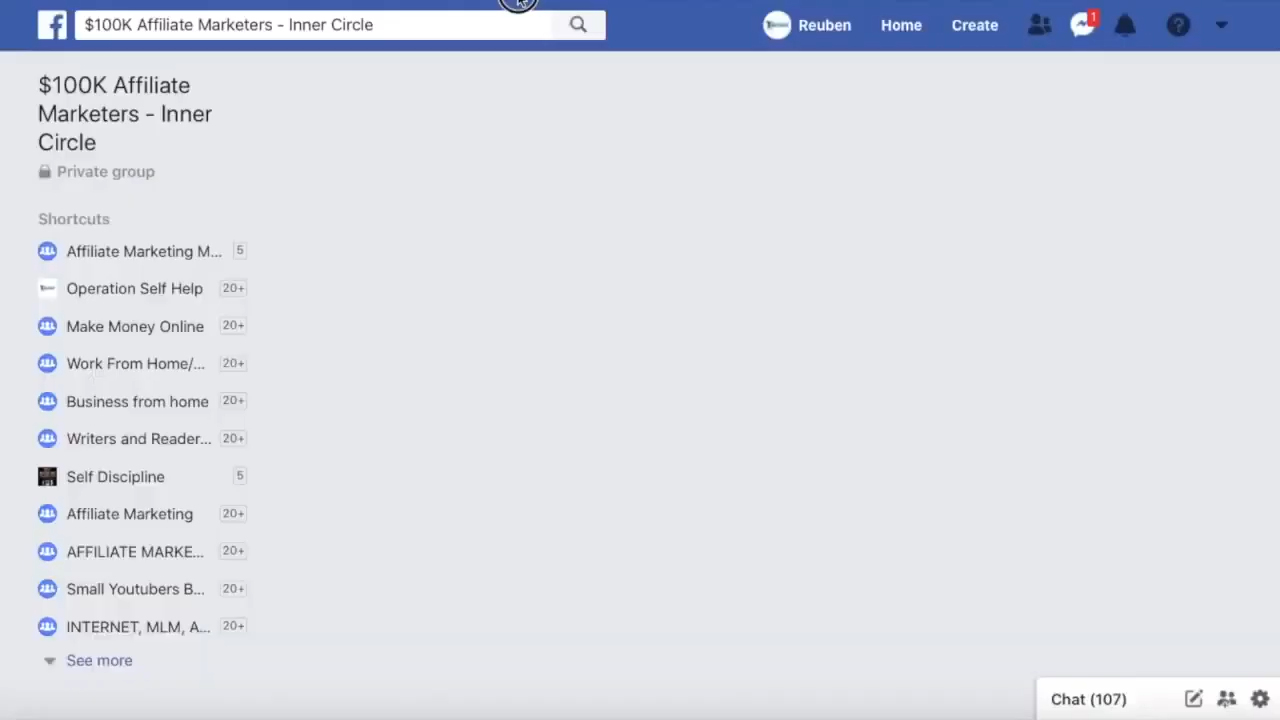 $100K Affiliate Marketers - Inner Circle
Reuben
Home
Create
1
$100K Affiliate
Marketers - Inner
Circle
Private group
Shortcuts
Affiliate Marketing M... 5
Operation Self Help 20+
Make Money Online 20+
Work From Home/... 20+
Business from home 20+
Writers and Reader... 20+
Self Discipline 5
Affiliate Marketing 20+
AFFILIATE MARKE... 20+
Small Youtubers B... 20+
INTERNET, MLM, A... 20+
See more
Chat (107)